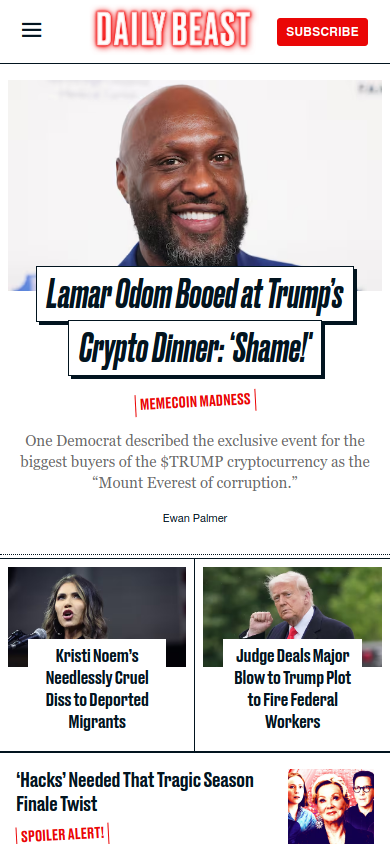 DAILY BEAST
SUBSCRIBE
Lamar Odom Booed at Trump’s
Crypto Dinner: ‘Shame!’
MEMECOIN MADNESS
One Democrat described the exclusive event for the
biggest buyers of the $TRUMP cryptocurrency as the
“Mount Everest of corruption.”
Ewan Palmer
Kristi Noem’s
Needlessly Cruel
Diss to Deported
Migrants
Judge Deals Major
Blow to Trump Plot
to Fire Federal
Workers
‘Hacks’ Needed That Tragic Season
Finale Twist
SPOILER ALERT!